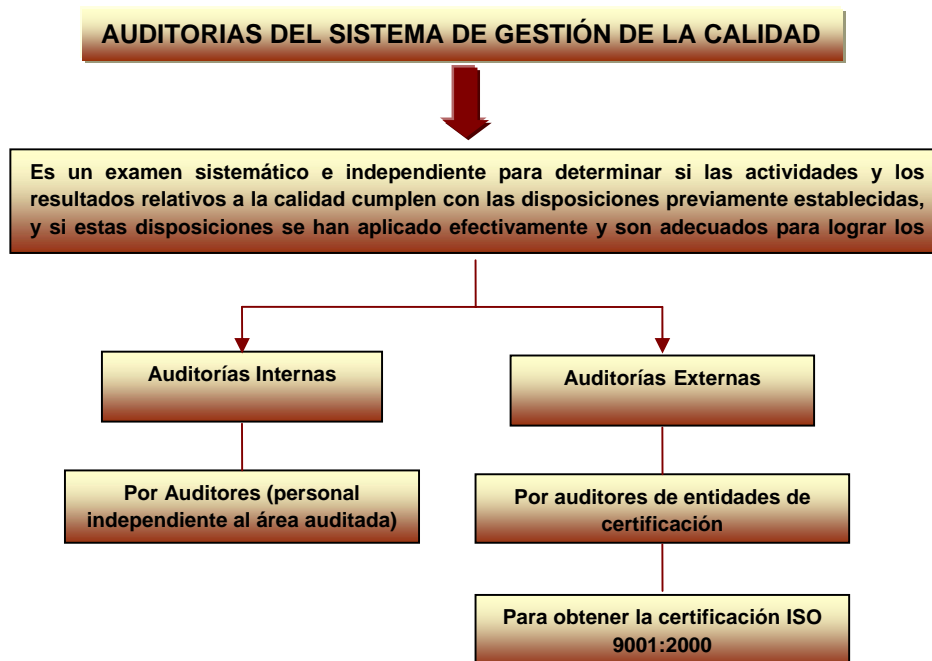 AUDITORIAS DEL SISTEMA DE GESTIÓN DE LA CALIDAD
Es un examen sistemático e independiente para determinar si las actividades y los
resultados relativos a la calidad cumplen con las disposiciones previamente establecidas,
y si estas disposiciones se han aplicado efectivamente y son adecuados para lograr los
Auditorías Internas
Auditorías Externas
Por Auditores (personal
independiente al área auditada)
Por auditores de entidades de
certificación
Para obtener la certificación ISO
9001:2000